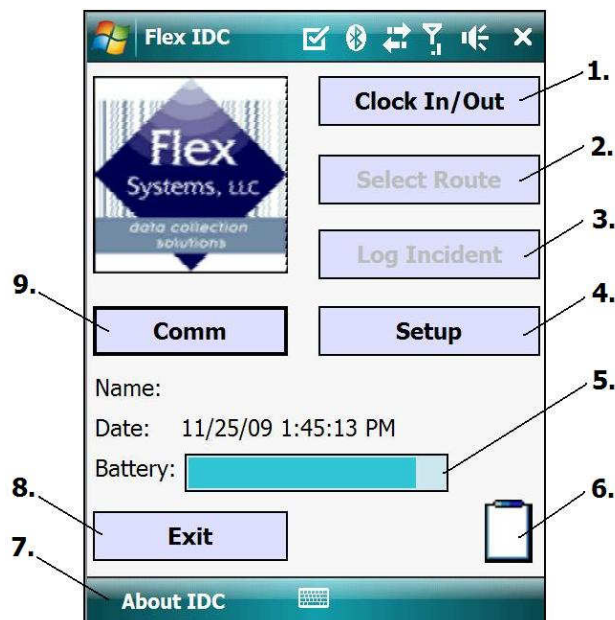 Flex IDC
1.
Clock In/Out
2.
Flex
Systems, LLC
data collection
solutions
Select Route
3.
Log Incident
9.
4.
Comm
Setup
5.
Name:
Date: 11/25/09 1:45:13 PM
Battery:
8.
6.
Exit
7.
About IDC